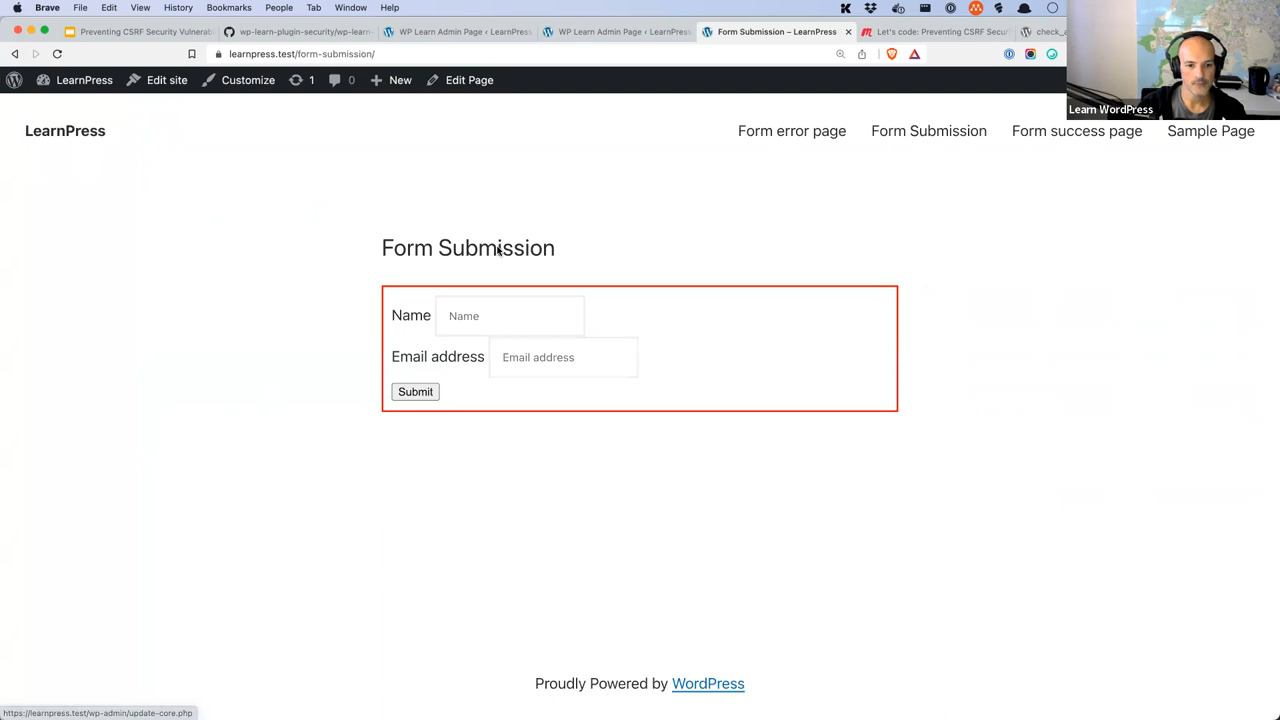 Brave File Edit View History Bookmarks People Tab Window Help
Preventing CSRF Security Vulnerab
wp-learn-plugin-security/wp-learn-
WP Learn Admin Page ‹ LearnPress
WP Learn Admin Page ‹ LearnPress
Form Submission – LearnPress
Let's code: Preventing CSRF Secu
check_a
learnpress.test/form-submission/
LearnPress Edit site Customize 1 0 New Edit Page
Learn WordPress
LearnPress
Form error page Form Submission Form success page Sample Page
Form Submission
Name Name
Email address Email address
Submit
Proudly Powered by WordPress
https://learnpress.test/wp-admin/update-core.php